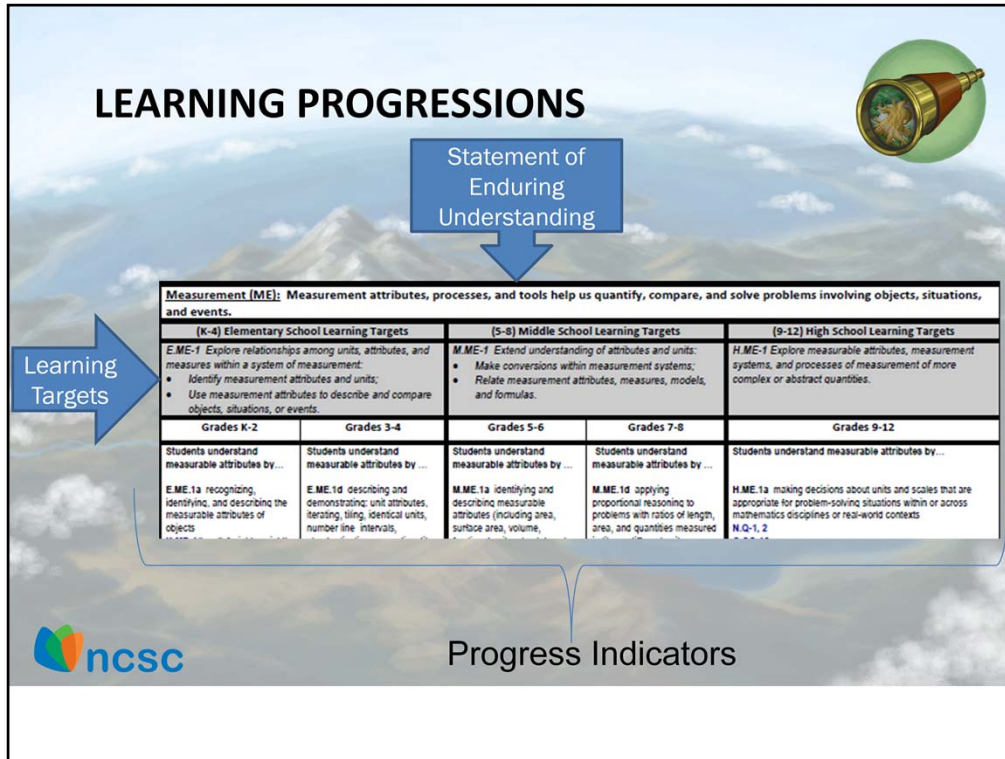 LEARNING PROGRESSIONS
Statement of
Enduring
Understanding
Learning
Targets
Measurement (ME): Measurement attributes, processes, and tools help us quantify, compare, and solve problems involving objects, situations,
and events.
(K-4) Elementary School Learning Targets
E.ME-1 Explore relationships among units, attributes, and
measures within a system of measurement:
• Identify measurement attributes and units;
• Use measurement attributes to describe and compare
objects, situations, or events.
(5-8) Middle School Learning Targets
M.ME-1 Extend understanding of attributes and units:
• Make conversions within measurement systems;
• Relate measurement attributes, measures, models,
and formulas.
(9-12) High School Learning Targets
H.ME-1 Explore measurable attributes, measurement
systems, and processes of measurement of more
complex or abstract quantities.
Grades K-2
Students understand
measurable attributes by...
E.ME.1a recognizing,
identifying, and describing the
measurable attributes of
objects
Grades 3-4
Students understand
measurable attributes by ...
E.ME.1d describing and
demonstrating: unit attributes,
iterating, tiling, identical units,
number line intervals,
Grades 5-6
Students understand
measurable attributes by ...
M.ME.1a identifying and
describing measurable
attributes (including area,
surface area, volume,
Grades 7-8
Students understand
measurable attributes by ...
M.ME.1d applying
proportional reasoning to
problems with ratios of length,
area, and quantities measured
Grades 9-12
Students understand measurable attributes by...
H.ME.1a making decisions about units and scales that are
appropriate for problem-solving situations within or across
mathematics disciplines or real-world contexts
N.Q-1, 2
Progress Indicators
ncsc